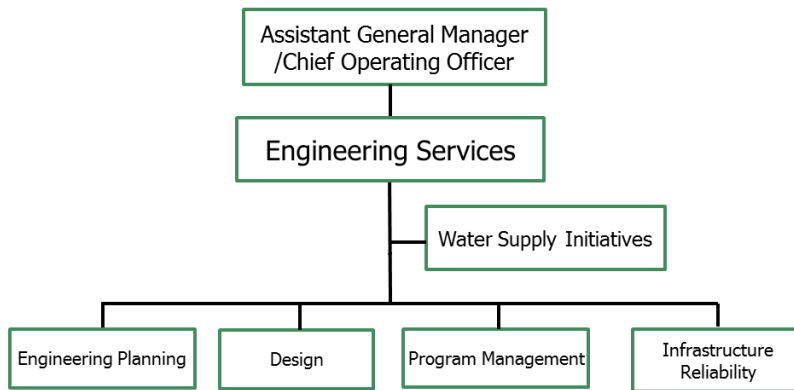 Assistant General Manager
/Chief Operating Officer
Engineering Services
Water Supply Initiatives
Engineering Planning
Design
Program Management
Infrastructure
Reliability